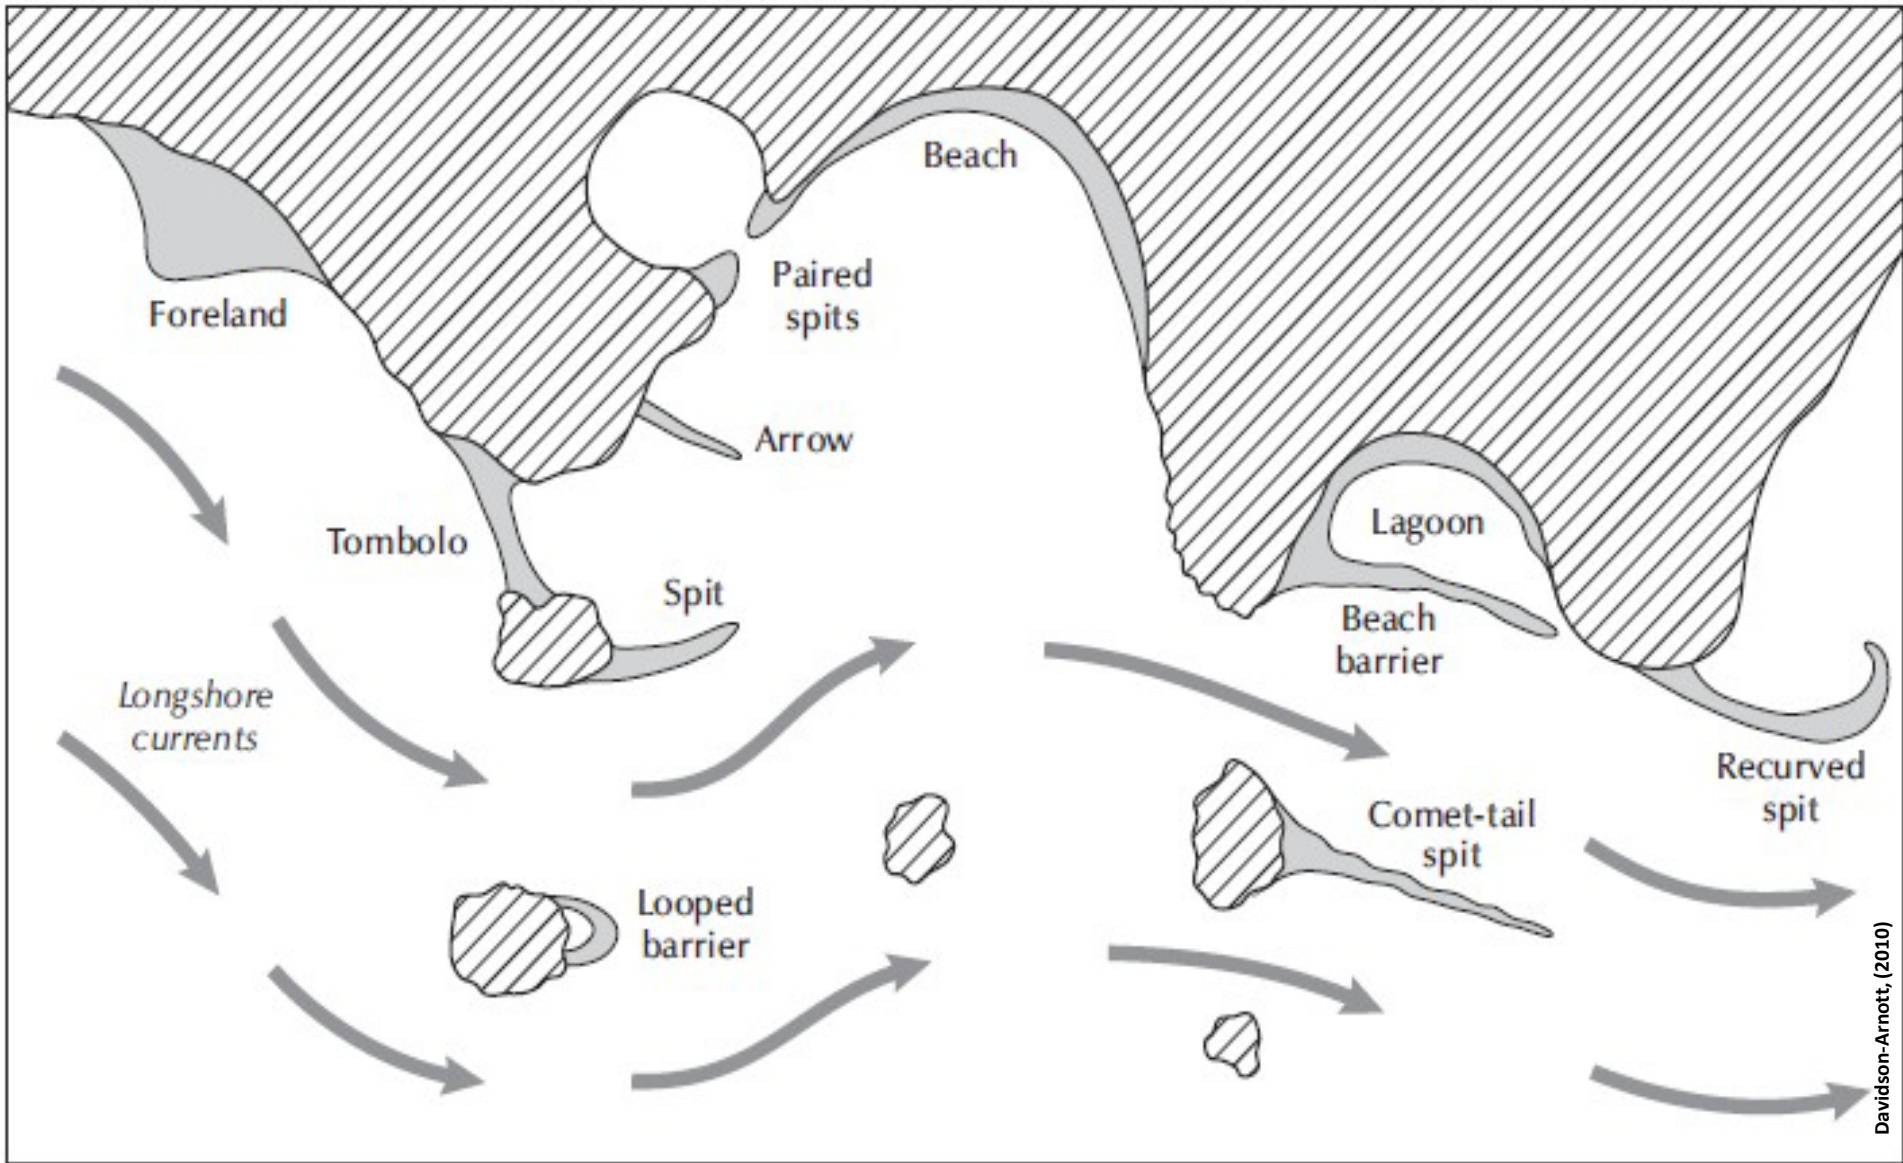 Beach
Paired
spits
Foreland
Arrow
Tombolo
Lagoon
Spit
Beach
barrier
Longshore
currents
Recurved
spit
Comet-tail
spit
Looped
barrier
Davidson-Arnott, (2010)